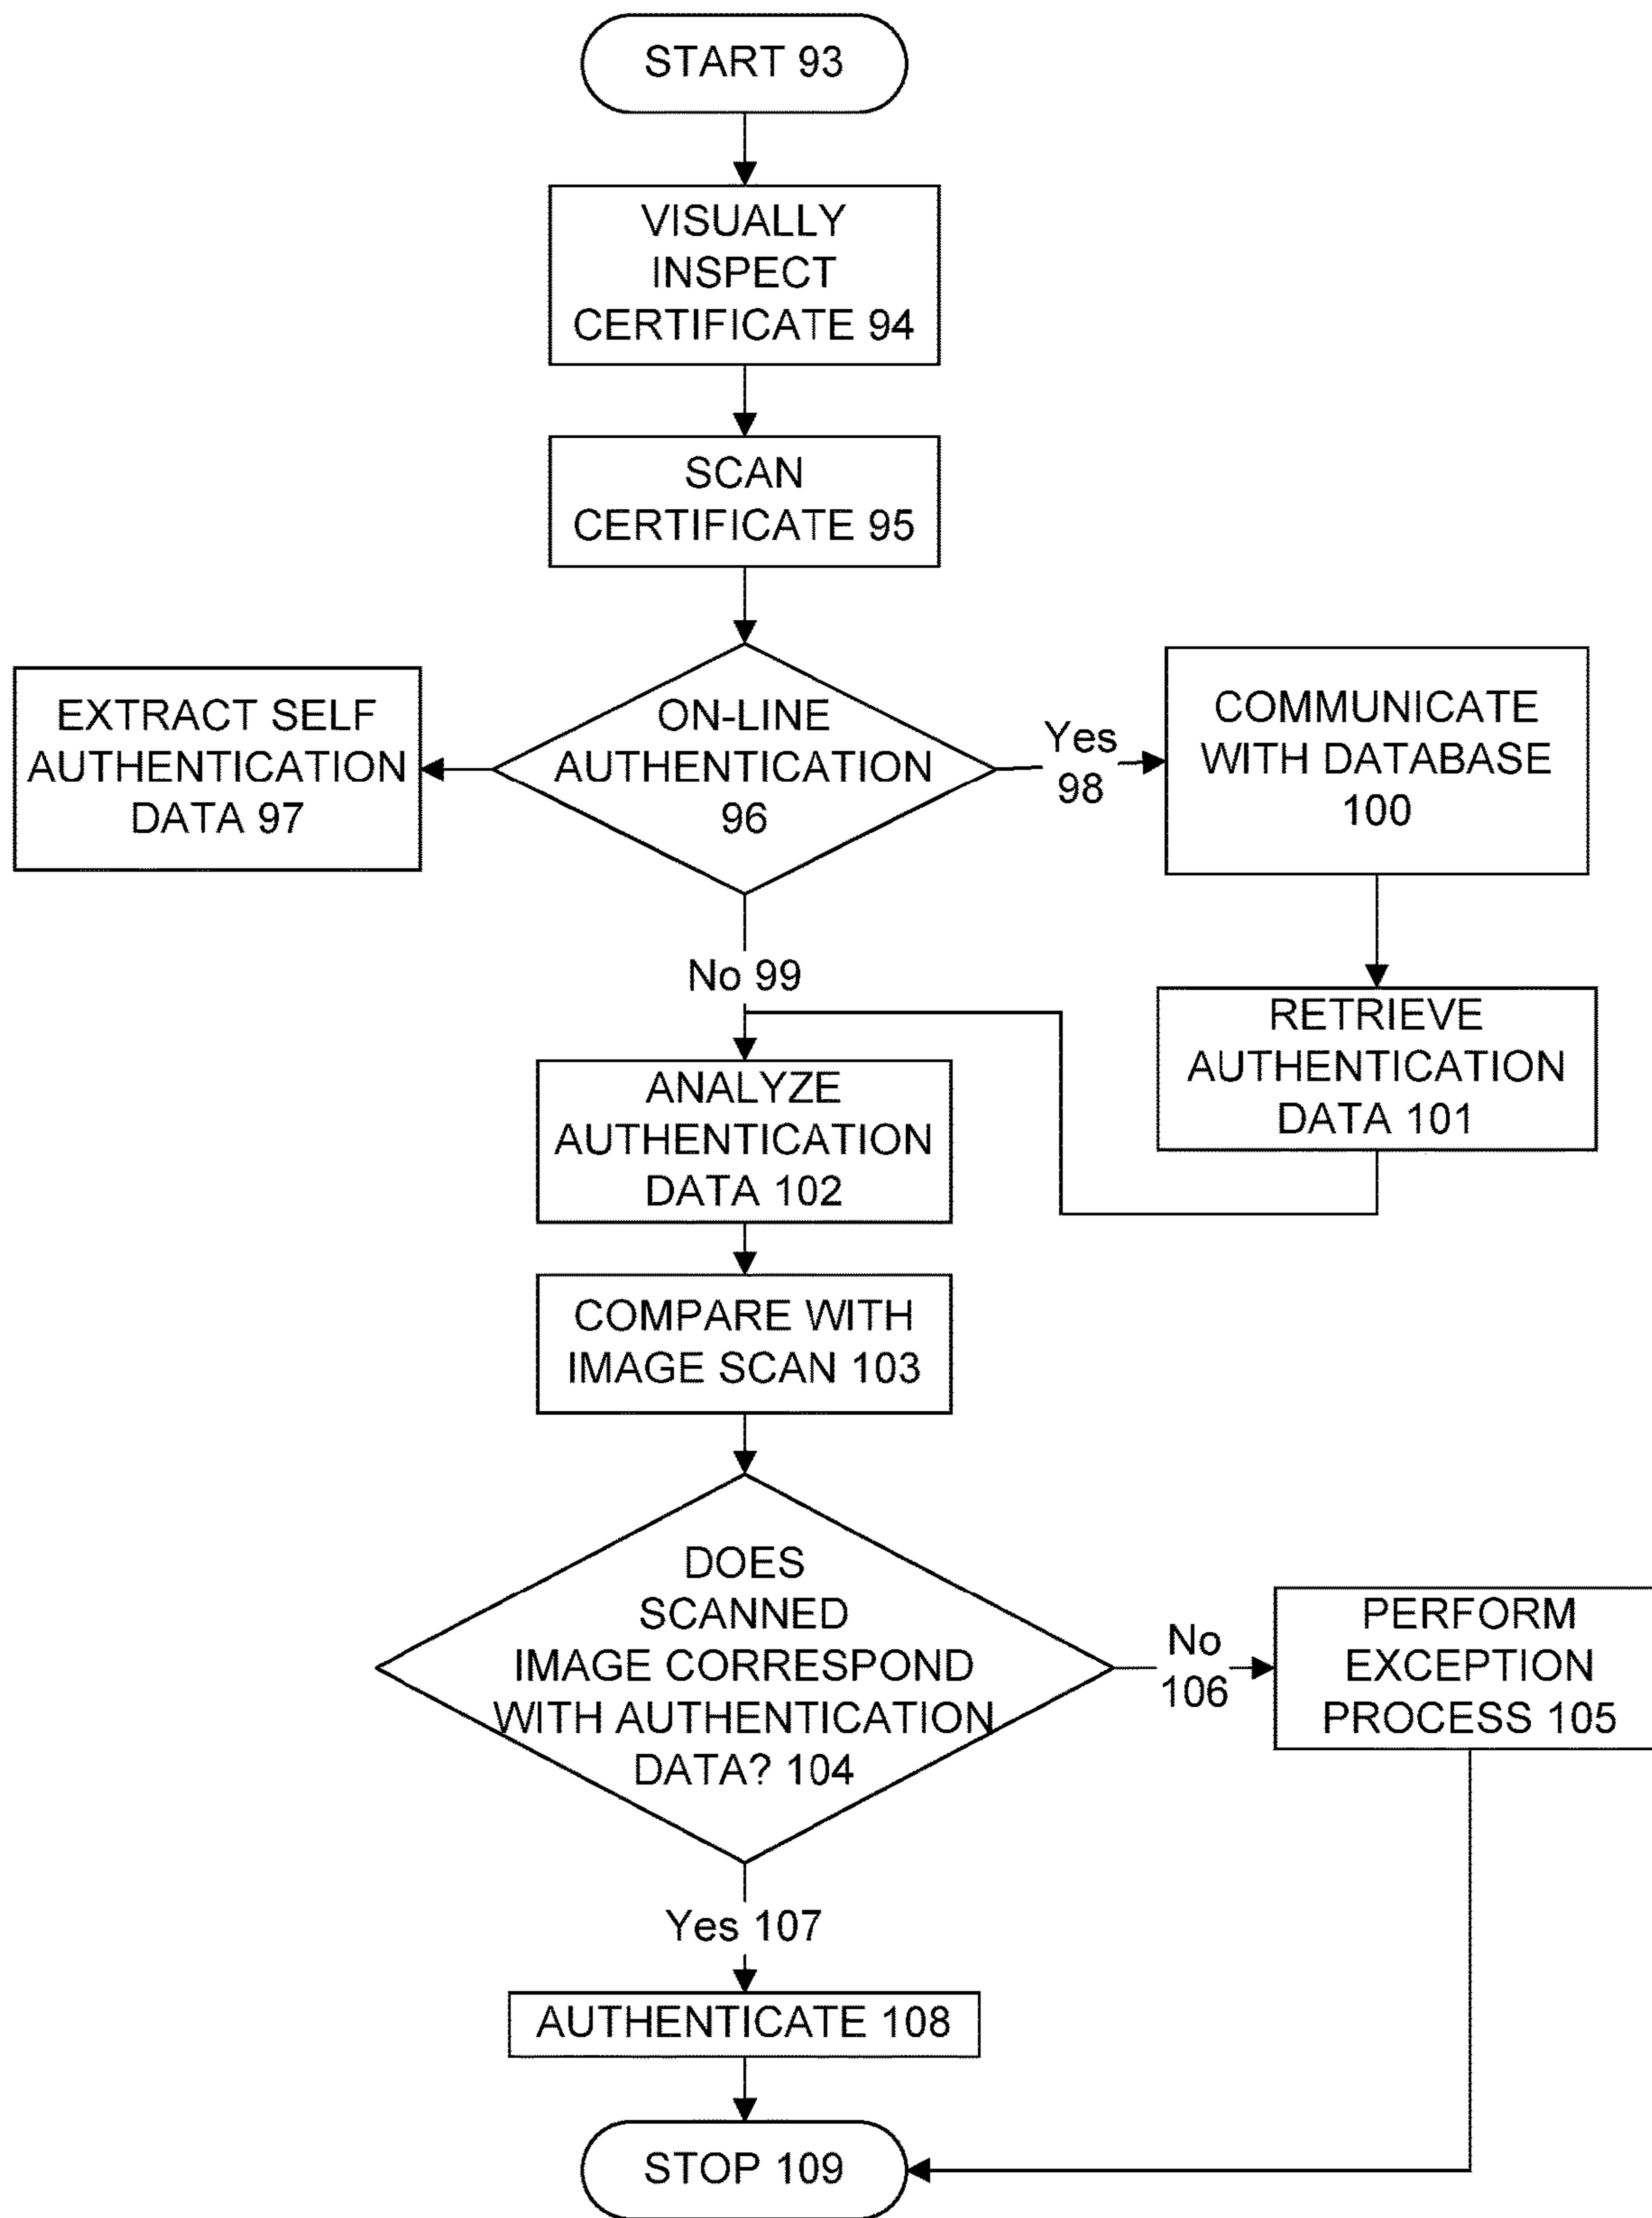 START 93
VISUALLY
INSPECT
CERTIFICATE 94
SCAN
CERTIFICATE 95
ON-LINE
AUTHENTICATION
96
EXTRACT SELF
AUTHENTICATION
DATA 97
Yes
98
COMMUNICATE
WITH DATABASE
100
No 99
RETRIEVE
AUTHENTICATION
DATA 101
ANALYZE
AUTHENTICATION
DATA 102
COMPARE WITH
IMAGE SCAN 103
DOES
SCANNED
IMAGE CORRESPOND
WITH AUTHENTICATION
DATA? 104
No
106
PERFORM
EXCEPTION
PROCESS 105
Yes 107
AUTHENTICATE 108
STOP 109